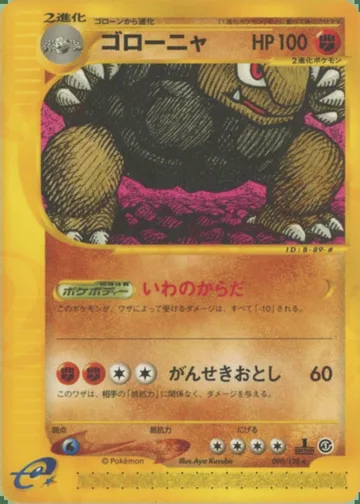 2進化
ゴローンから進化
ゴローニャ HP100
2進化ポケモン
1D:B-89-#
ポケボディー いわのからだ
このポケモンが、ワザによって受けるダメージは、すべて「-10」される。
がんせきおとし 60
このワザは、相手の「抵抗力」に関係なく、ダメージを与える。
弱点 抵抗力 にげる
e
©Pokémon Illus. Aya Kusube